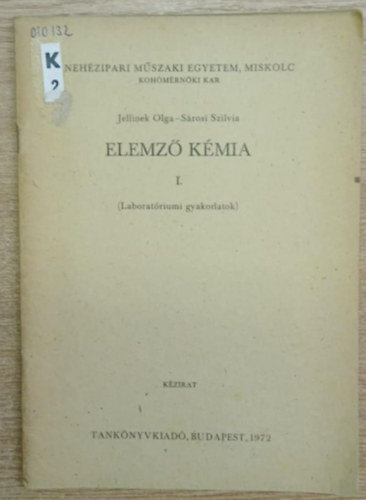 010132
K
2
NEHÉZIPARI MŰSZAKI EGYETEM, MISKOLC
KOHÓMÉRNÖKI KAR
Jellinek Olga–Sárosi Szilvia
ELEMZŐ KÉMIA
I.
(Laboratóriumi gyakorlatok)
KÉZIRAT
TANKÖNYVKIADÓ, BUDAPEST, 1972